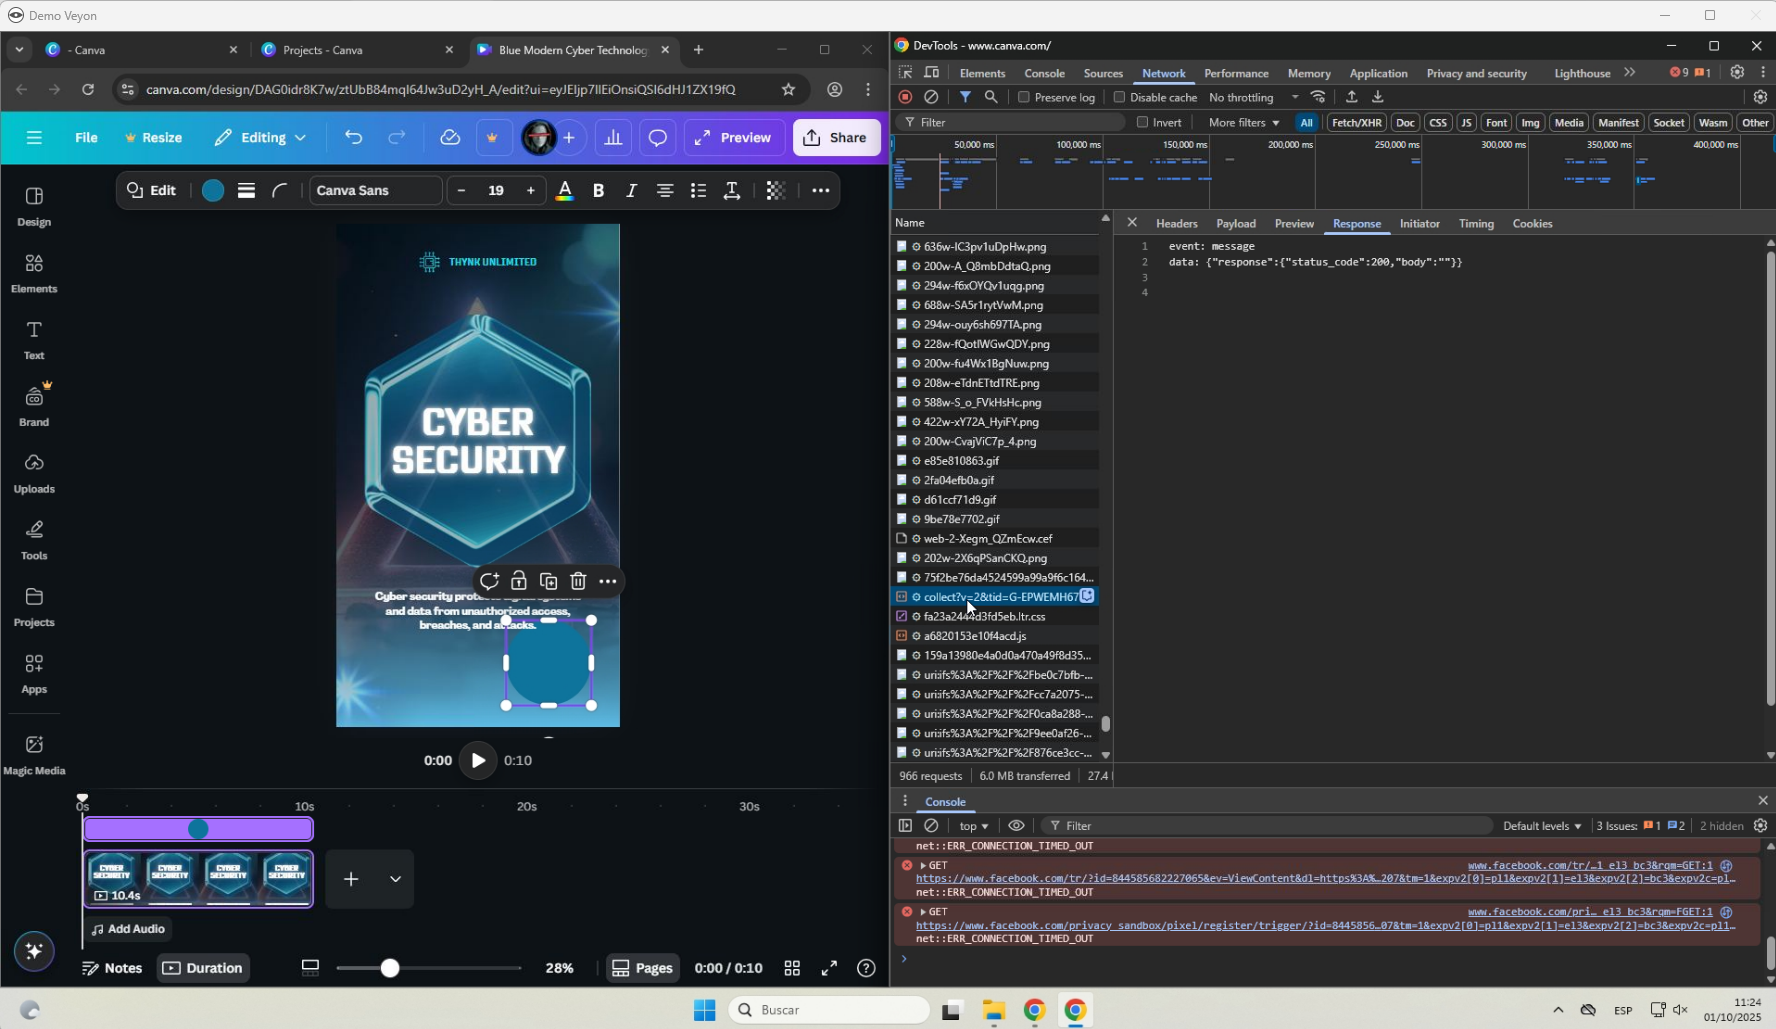 Demo Veyon
- Canva
Projects - Canva
Blue Modern Cyber Technolog
canva.com/design/DAG0idr8K7w/ztUbB84mqI64Jw3uD2yH_A/edit?ui=eyJEIjp7IlEiOnsiQSI6dHJ1ZX19fQ
File
Resize
Editing
Preview
Share
Edit
Canva Sans
- 19 +
A B I T
Design
Elements
Text
Brand
Uploads
Tools
Projects
Apps
Magic Media
THYNK UNLIMITED
CYBER
SECURITY
Cyber security
and data from unauthorized access,
breaches, and attacks.
0:00
0:10
0s 10s 20s 30s
10.4s
Add Audio
Notes
Duration
28%
Pages
0:00 / 0:10
DevTools - www.canva.com/
Elements Console Sources Network Performance Memory Application Privacy and security Lighthouse 9 1
Preserve log Disable cache No throttling
Filter Invert More filters All Fetch/XHR Doc CSS JS Font Img Media Manifest Socket Wasm Other
50,000 ms 100,000 ms 150,000 ms 200,000 ms 250,000 ms 300,000 ms 350,000 ms 400,000 ms
Name
636w-IC3pv1uDpHw.png
200w-A_Q8mbDdtaQ.png
294w-f6xOYQv1uqg.png
688w-SA5r1rytVwM.png
294w-ouy6sh697TA.png
228w-fQotIWGwQDY.png
200w-fu4Wx1BgNuw.png
208w-eTdnETtdTRE.png
588w-S_o_FVkHsHc.png
422w-xY72A_HyiFY.png
200w-CvajViC7p_4.png
e85e810863.gif
2fa04efb0a.gif
d61ccf71d9.gif
9be78e7702.gif
web-2-Xegm_QZmEcw.cef
202w-2X6qPSanCKQ.png
75f2be76da4524599a99a9f6c164...
collect?v=2&tid=G-EPWEMH67
fa23a2444d3fd5eb.ltr.css
a6820153e10f4acd.js
159a13980e4a0d0a470a49f8d35...
uri:ifs%3A%2F%2F%2Fbe0c7bfb-...
uri:ifs%3A%2F%2F%2Fcc7a2075-...
uri:ifs%3A%2F%2F%2F0ca8a288-...
uri:ifs%3A%2F%2F%2F9ee0af26-...
uri:ifs%3A%2F%2F%2F876ce3cc-...
966 requests 6.0 MB transferred 27.4
Headers Payload Preview Response Initiator Timing Cookies
1 event: message
2 data: {"response":{"status_code":200,"body":""}}
3
4
Console
top Filter Default levels 3 Issues: 1 2 2 hidden
net::ERR_CONNECTION_TIMED_OUT
GET www.facebook.com/tr/…1_el3_bc3&rqm=GET:1
https://www.facebook.com/tr/?id=844585682227065&ev=ViewContent&dl=https%3A%…207&tm=1&expv2[0]=pl1&expv2[1]=el3&expv2[2]=bc3&expv2c=pl…
net::ERR_CONNECTION_TIMED_OUT
GET www.facebook.com/pri…_el3_bc3&rqm=FGET:1
https://www.facebook.com/privacy_sandbox/pixel/register/trigger/?id=8445856…07&tm=1&expv2[0]=pl1&expv2[1]=el3&expv2[2]=bc3&expv2c=pl1…
net::ERR_CONNECTION_TIMED_OUT
Buscar
ESP
11:24
01/10/2025